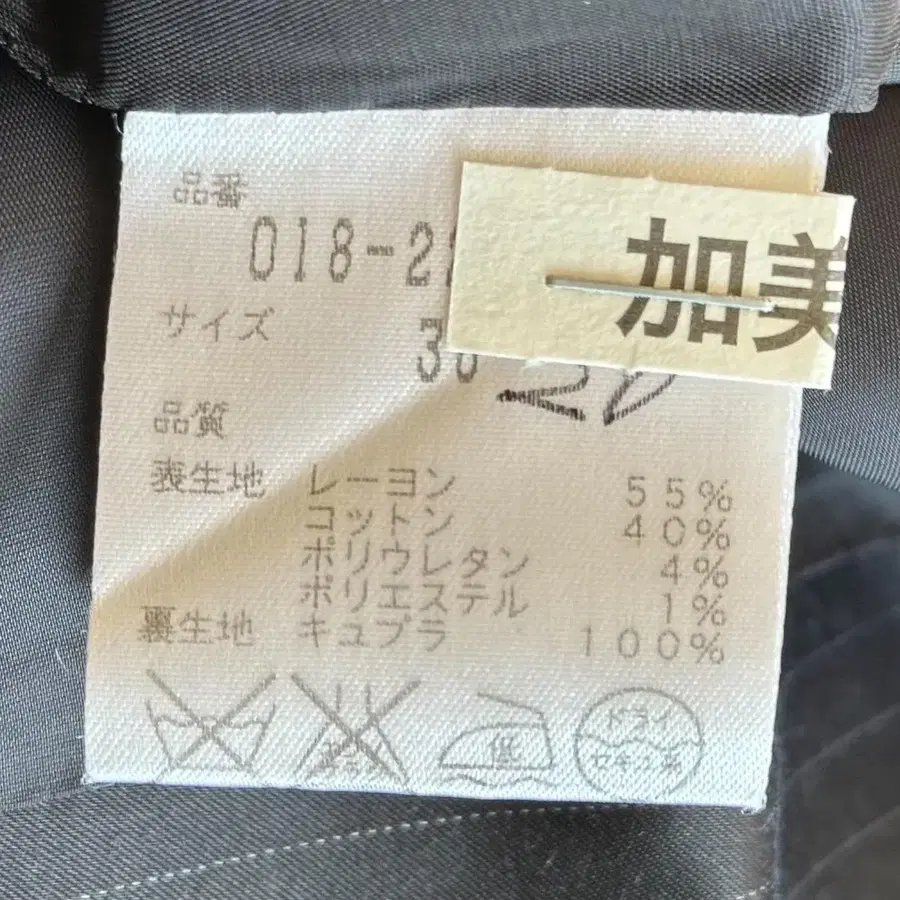 品番
018-2
加美
サイズ
品質
表生地 レーヨン 55%
コットン 40%
ポリウレタン 4%
ポリエステル 1%
裏生地 キュプラ 100%
低
ドライ
セキユ系